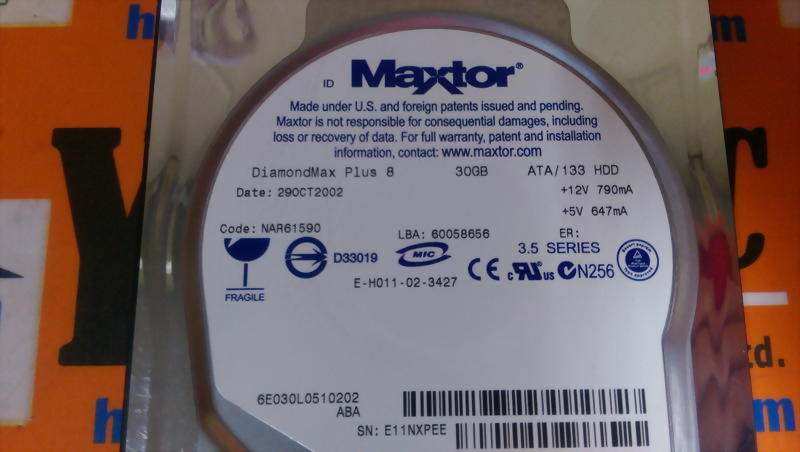 ID Maxtor®
Made under U.S. and foreign patents issued and pending.
Maxtor is not responsible for consequential damages, including
loss or recovery of data. For full warranty, patent and installation
information, contact: www.maxtor.com
DiamondMax Plus 8 30GB ATA/133 HDD
Date: 29OCT2002 +12V 790mA
+5V 647mA
Code: NAR61590 LBA: 60058656 ER:
D33019 MIC 3.5 SERIES
CE c RU us N256
FRAGILE E-H011-02-3427
6E030L0510202
ABA
SN: E11NXPEE
td.